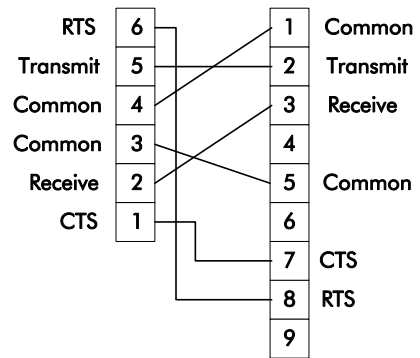 RTS 6 1 Common
Transmit 5 2 Transmit
Common 4 3 Receive
Common 3 4
Receive 2 5 Common
CTS 1 6
7 CTS
8 RTS
9